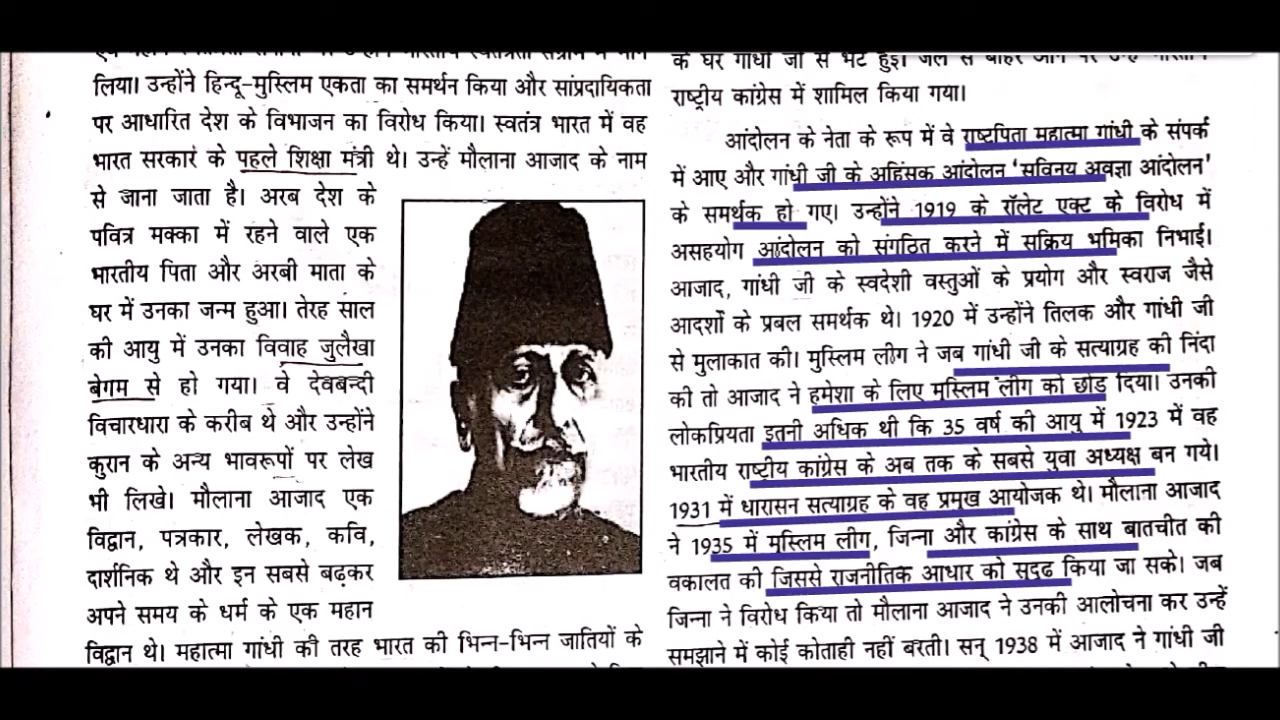 लिया। उन्होंने हिन्दू-मुस्लिम एकता का समर्थन किया और सांप्रदायिकता
पर आधारित देश के विभाजन का विरोध किया। स्वतंत्र भारत में वह
भारत सरकार के पहले शिक्षा मंत्री थे। उन्हें मौलाना आजाद के नाम
से जाना जाता है। अरब देश के
पवित्र मक्का में रहने वाले एक
भारतीय पिता और अरबी माता के
घर में उनका जन्म हुआ। तेरह साल
की आयु में उनका विवाह जुलैखा
बेगम से हो गया। वे देवबन्दी
विचारधारा के करीब थे और उन्होंने
कुरान के अन्य भावरूपों पर लेख
भी लिखे। मौलाना आजाद एक
विद्वान, पत्रकार, लेखक, कवि,
दार्शनिक थे और इन सबसे बढ़कर
अपने समय के धर्म के एक महान
विद्वान थे। महात्मा गांधी की तरह भारत की भिन्न-भिन्न जातियों के
के घर गांधी जी से भेंट हुई। जेल से बाहर आने पर उन्हें भारतीय
राष्ट्रीय कांग्रेस में शामिल किया गया।
आंदोलन के नेता के रूप में वे राष्टपिता महात्मा गांधी के संपर्क
में आए और गांधी जी के अहिंसक आंदोलन 'सविनय अवज्ञा आंदोलन'
के समर्थक हो गए। उन्होंने 1919 के रॉलेट एक्ट के विरोध में
असहयोग आंदोलन को संगठित करने में सक्रिय भूमिका निभाई।
आजाद, गांधी जी के स्वदेशी वस्तुओं के प्रयोग और स्वराज जैसे
आदर्शों के प्रबल समर्थक थे। 1920 में उन्होंने तिलक और गांधी जी
से मुलाकात की। मुस्लिम लीग ने जब गांधी जी के सत्याग्रह की निंदा
की तो आजाद ने हमेशा के लिए मुस्लिम लीग को छोड़ दिया। उनकी
लोकप्रियता इतनी अधिक थी कि 35 वर्ष की आयु में 1923 में वह
भारतीय राष्ट्रीय कांग्रेस के अब तक के सबसे युवा अध्यक्ष बन गये।
1931 में धारासन सत्याग्रह के वह प्रमुख आयोजक थे। मौलाना आजाद
ने 1935 में मुस्लिम लीग, जिन्ना और कांग्रेस के साथ बातचीत की
वकालत की जिससे राजनीतिक आधार को सुदृढ किया जा सके। जब
जिन्ना ने विरोध किया तो मौलाना आजाद ने उनकी आलोचना कर उन्हें
समझाने में कोई कोताही नहीं बरती। सन् 1938 में आजाद ने गांधी जी